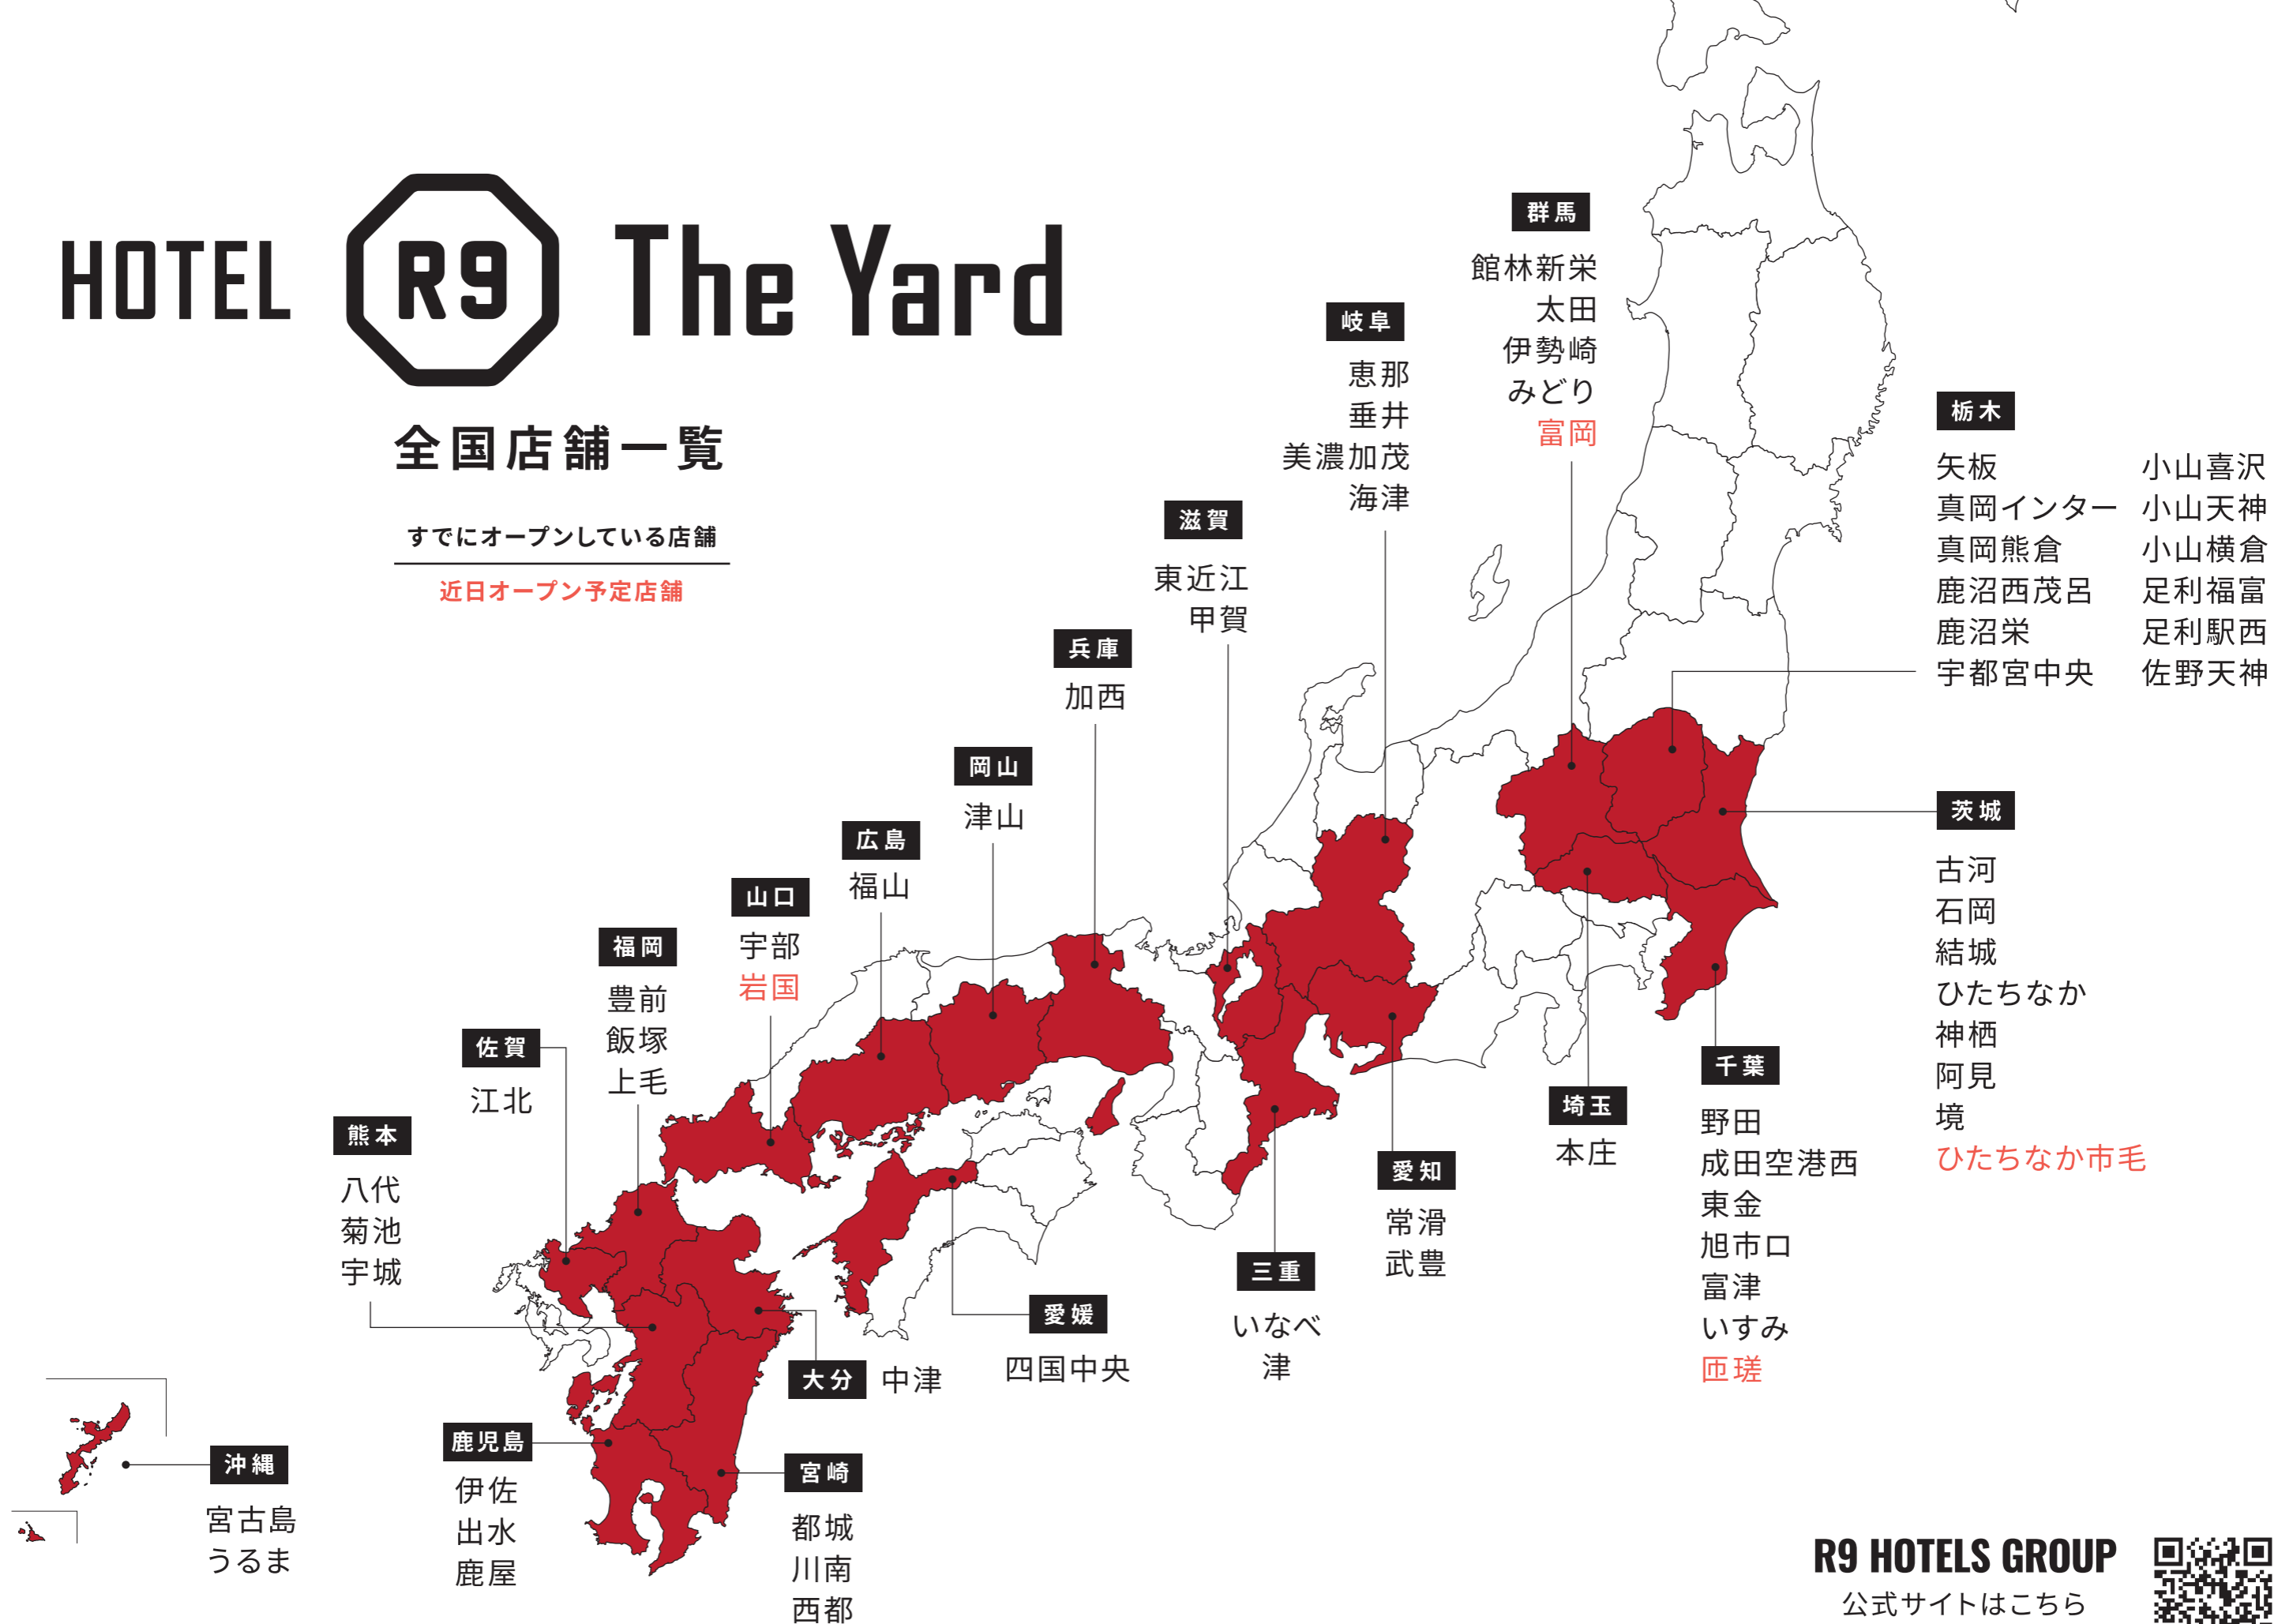 HOTEL R9 The Yard
全国店舗一覧
すでにオープンしている店舗
近日オープン予定店舗
群馬
館林新栄
太田
伊勢崎
みどり
富岡
岐阜
恵那
垂井
美濃加茂
海津
栃木
矢板
真岡インター
真岡熊倉
鹿沼西茂呂
鹿沼栄
宇都宮中央
小山喜沢
小山天神
小山横倉
足利福富
足利駅西
佐野天神
滋賀
東近江
甲賀
兵庫
加西
岡山
津山
広島
福山
山口
宇部
岩国
福岡
豊前
飯塚
上毛
佐賀
江北
熊本
八代
菊池
宇城
茨城
古河
石岡
結城
ひたちなか
神栖
阿見
境
ひたちなか市毛
千葉
野田
成田空港西
東金
旭市口
富津
いすみ
匝瑳
埼玉
本庄
愛知
常滑
武豊
三重
いなべ
津
愛媛
四国中央
大分
中津
鹿児島
伊佐
出水
鹿屋
宮崎
都城
川南
西都
沖縄
宮古島
うるま
R9 HOTELS GROUP
公式サイトはこちら